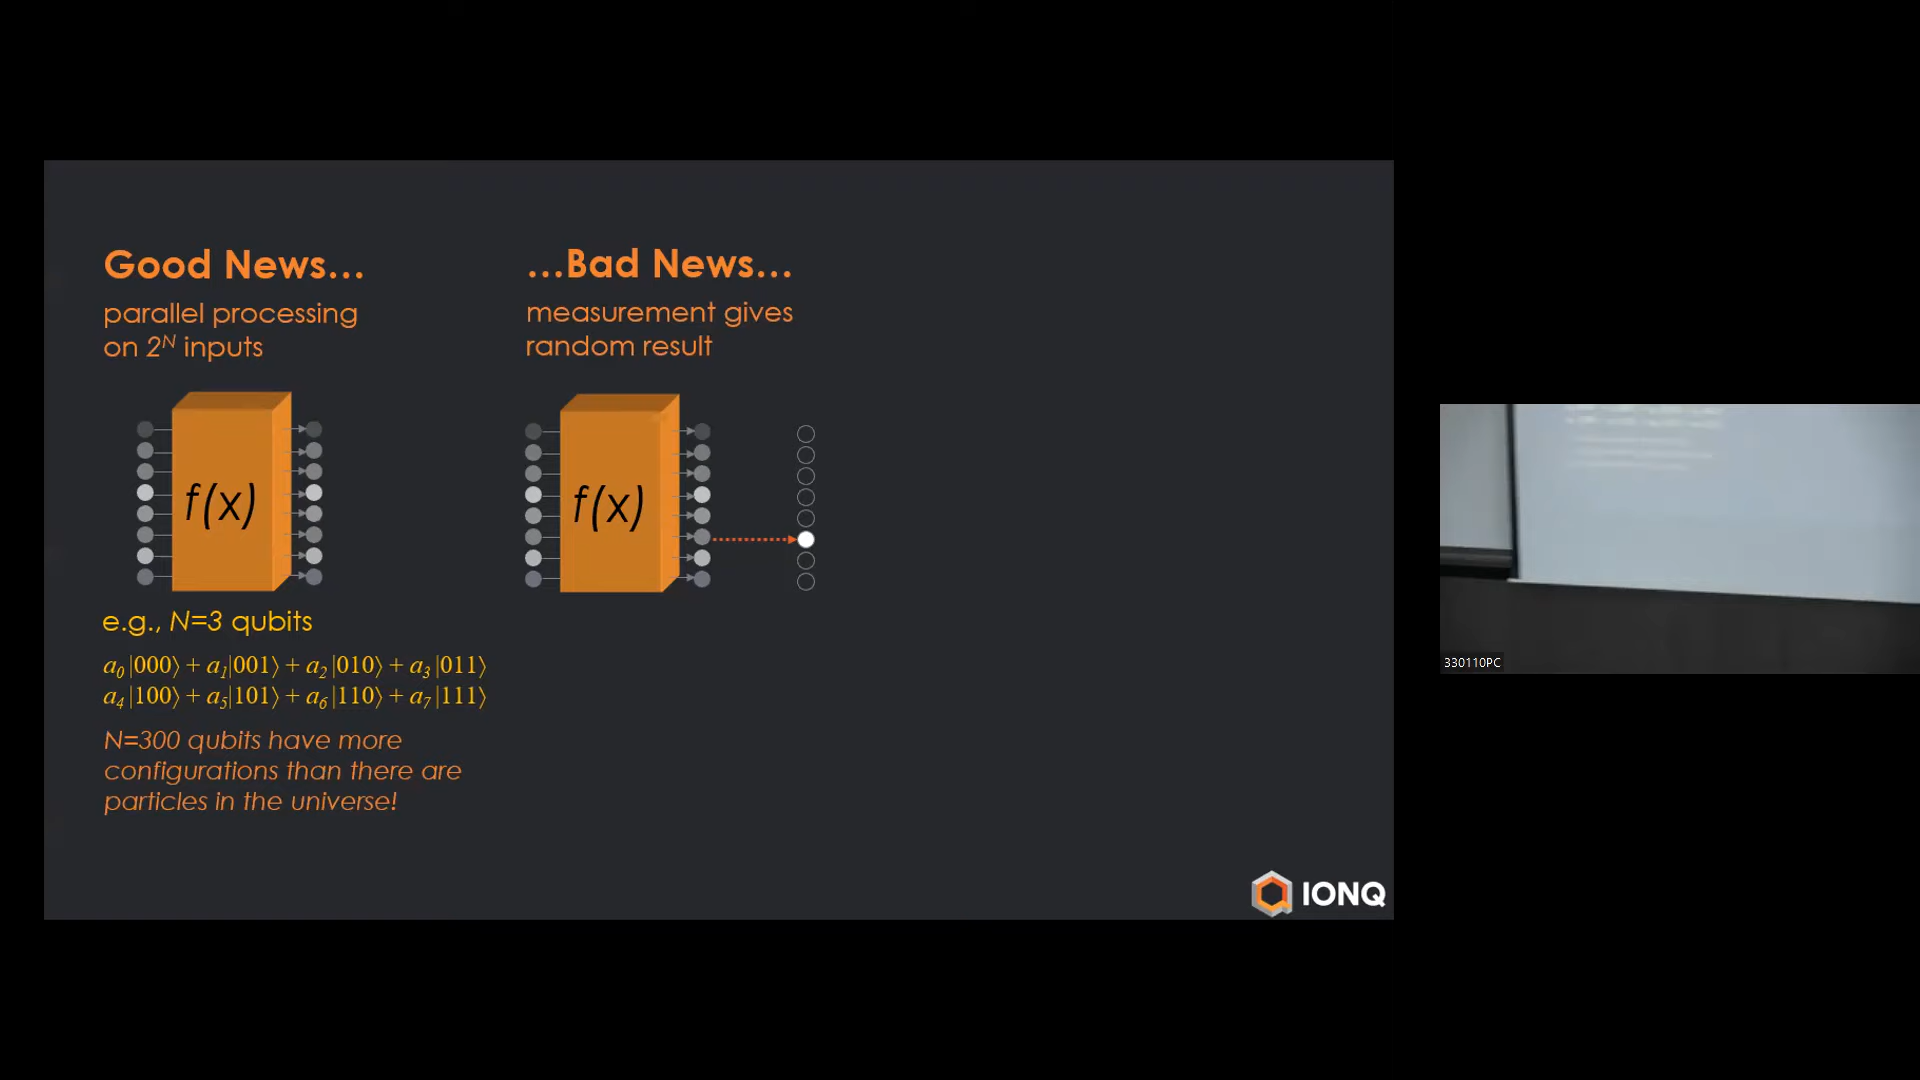 Good News...
parallel processing
on 2^N inputs
f(x)
e.g., N=3 qubits
a₀|000⟩ + a₁|001⟩ + a₂|010⟩ + a₃|011⟩
a₄|100⟩ + a₅|101⟩ + a₆|110⟩ + a₇|111⟩
N=300 qubits have more
configurations than there are
particles in the universe!
...Bad News...
measurement gives
random result
f(x)
IONQ
330110PC